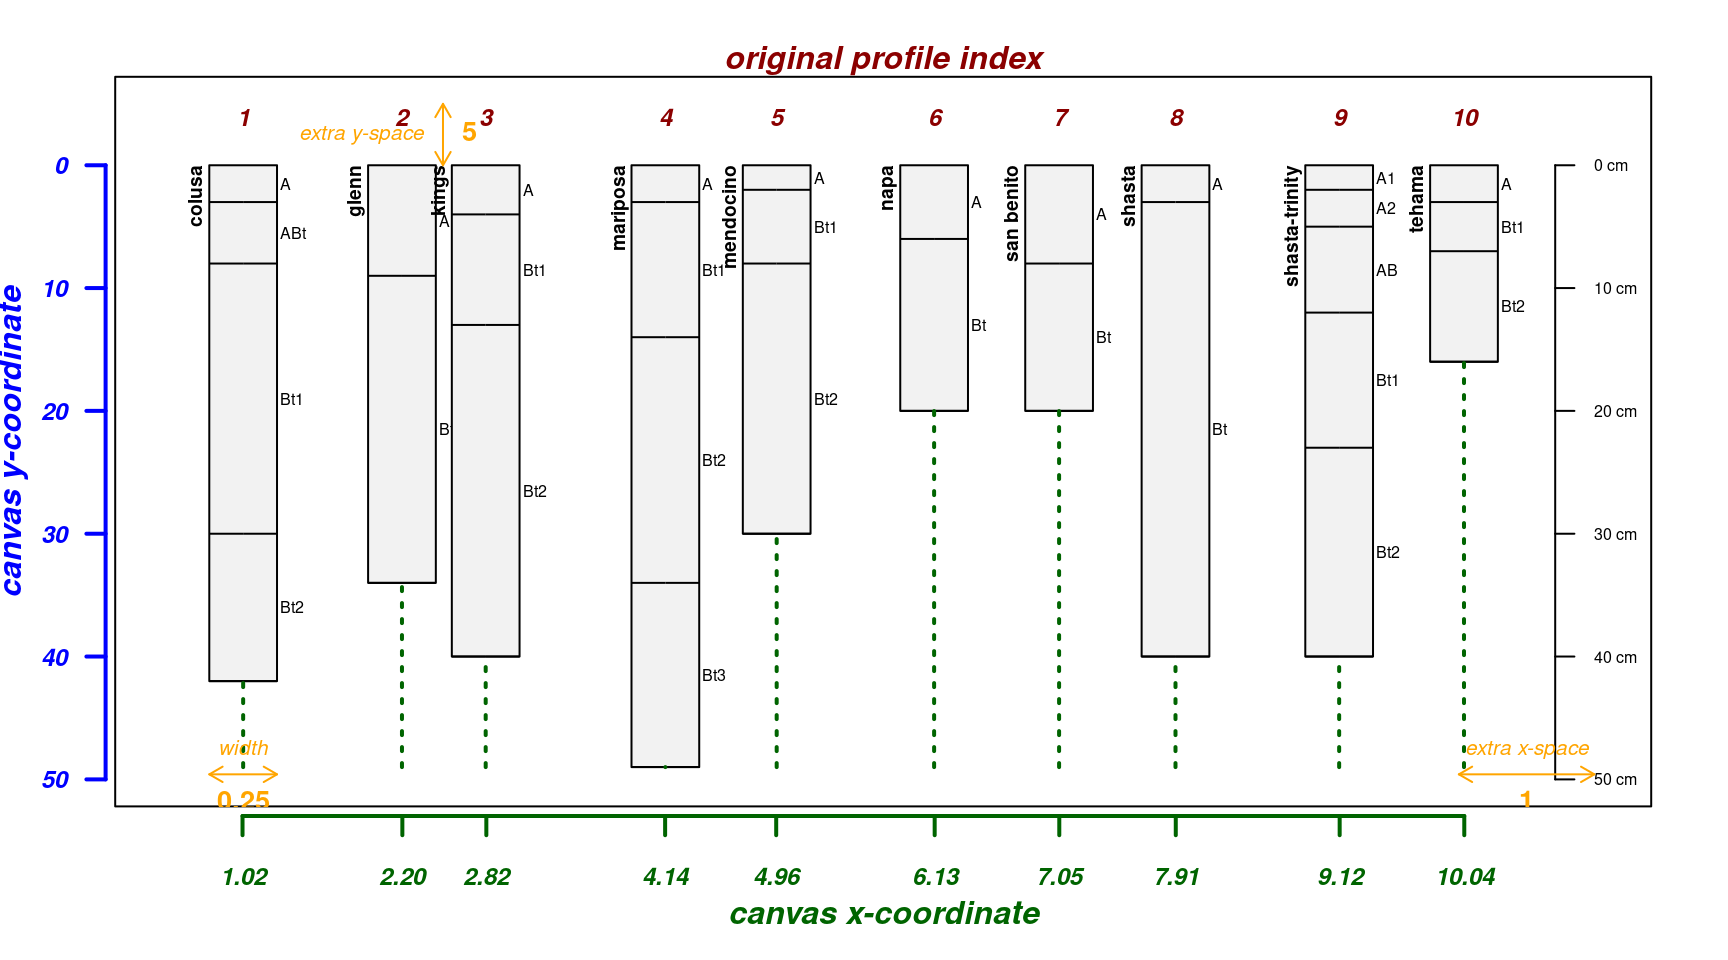 original profile index
1 2 3 4 5 6 7 8 9 10
extra y-space 5
canvas y-coordinate
0
10
20
30
40
50
colusa
A
ABt
Bt1
Bt2
glenn
A
Bt
kings
A
Bt1
Bt2
mariposa
A
Bt1
Bt2
Bt3
mendocino
A
Bt1
Bt2
napa
A
Bt
san benito
A
Bt
shasta
A
Bt
shasta-trinity
A1
A2
AB
Bt1
Bt2
tehama
A
Bt1
Bt2
0 cm
10 cm
20 cm
30 cm
40 cm
50 cm
width
0.25
extra x-space
1
1.02 2.20 2.82 4.14 4.96 6.13 7.05 7.91 9.12 10.04
canvas x-coordinate